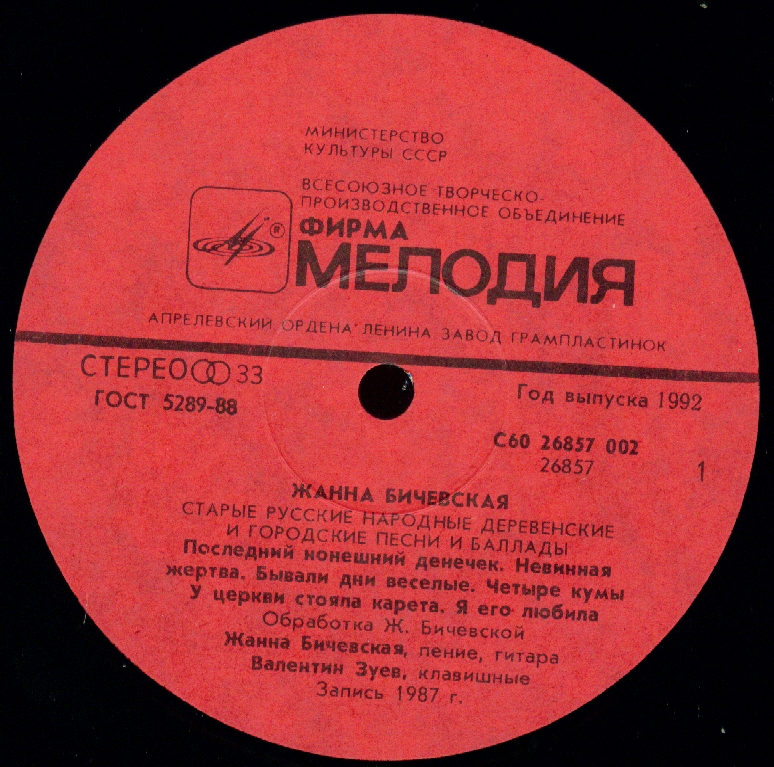 МИНИСТЕРСТВО
КУЛЬТУРЫ СССР
ВСЕСОЮЗНОЕ ТВОРЧЕСКО-
ПРОИЗВОДСТВЕННОЕ ОБЪЕДИНЕНИЕ
®
ФИРМА
МЕЛОДИЯ
АПРЕЛЕВСКИЙ ОРДЕНА ЛЕНИНА ЗАВОД ГРАМПЛАСТИНОК
СТЕРЕО 33
ГОСТ 5289-88
Год выпуска 1992
С60 26857 002
26857
1
ЖАННА БИЧЕВСКАЯ
СТАРЫЕ РУССКИЕ НАРОДНЫЕ ДЕРЕВЕНСКИЕ
И ГОРОДСКИЕ ПЕСНИ И БАЛЛАДЫ
Последний нонешний денечек. Невинная
жертва. Бывали дни веселые. Четыре кумы
У церкви стояла карета. Я его любила
Обработка Ж. Бичевской
Жанна Бичевская, пение, гитара
Валентин Зуев, клавишные
Запись 1987 г.